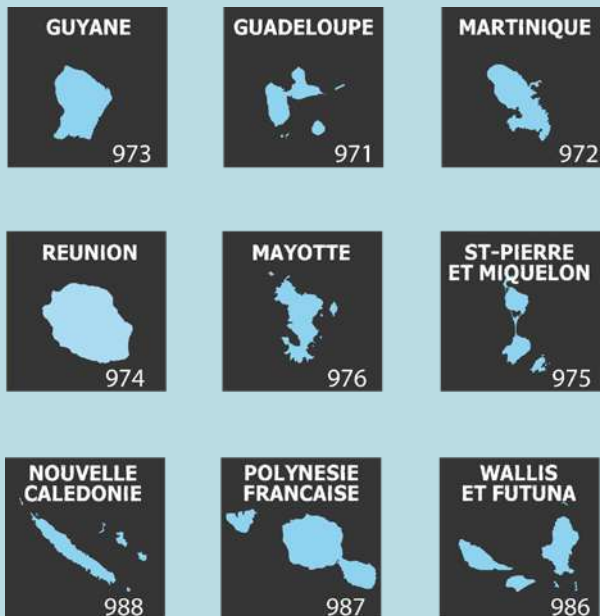 GUYANE
973
GUADELOUPE
971
MARTINIQUE
972
REUNION
974
MAYOTTE
976
ST-PIERRE
ET MIQUELON
975
NOUVELLE
CALEDONIE
988
POLYNESIE
FRANCAISE
987
WALLIS
ET FUTUNA
986